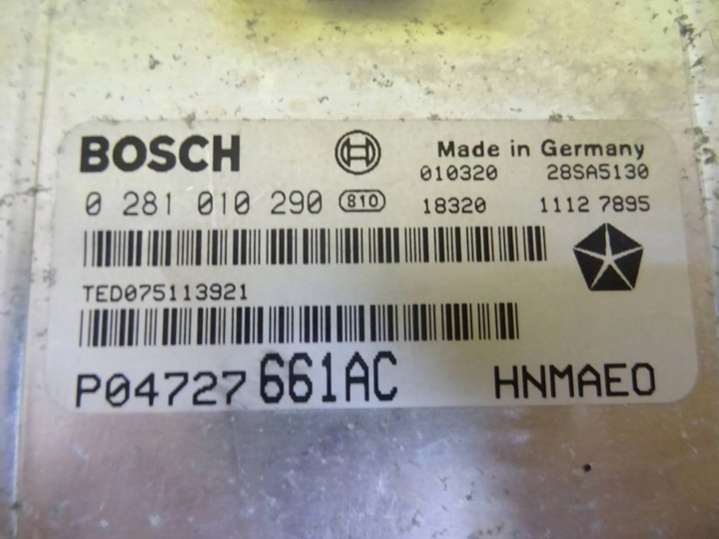 BOSCH Made in Germany
010320 28SA5130
0 281 010 290 810 18320 1112 7895
TED075113921
P04727661AC HNMAEO